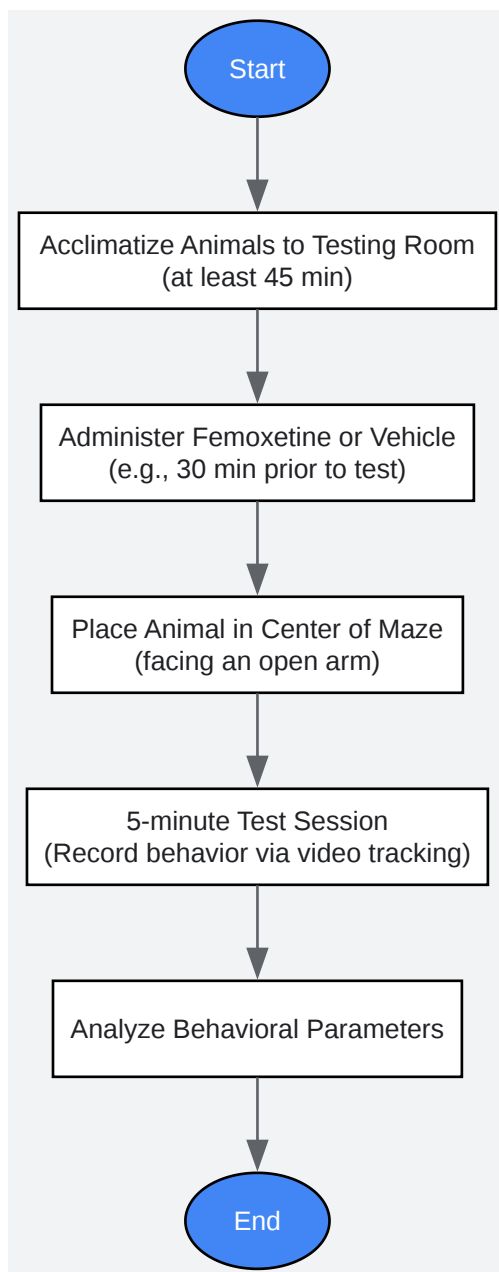 Start
Acclimatize Animals to Testing Room
(at least 45 min)
Administer Femoxetine or Vehicle
(e.g., 30 min prior to test)
Place Animal in Center of Maze
(facing an open arm)
5-minute Test Session
(Record behavior via video tracking)
Analyze Behavioral Parameters
End